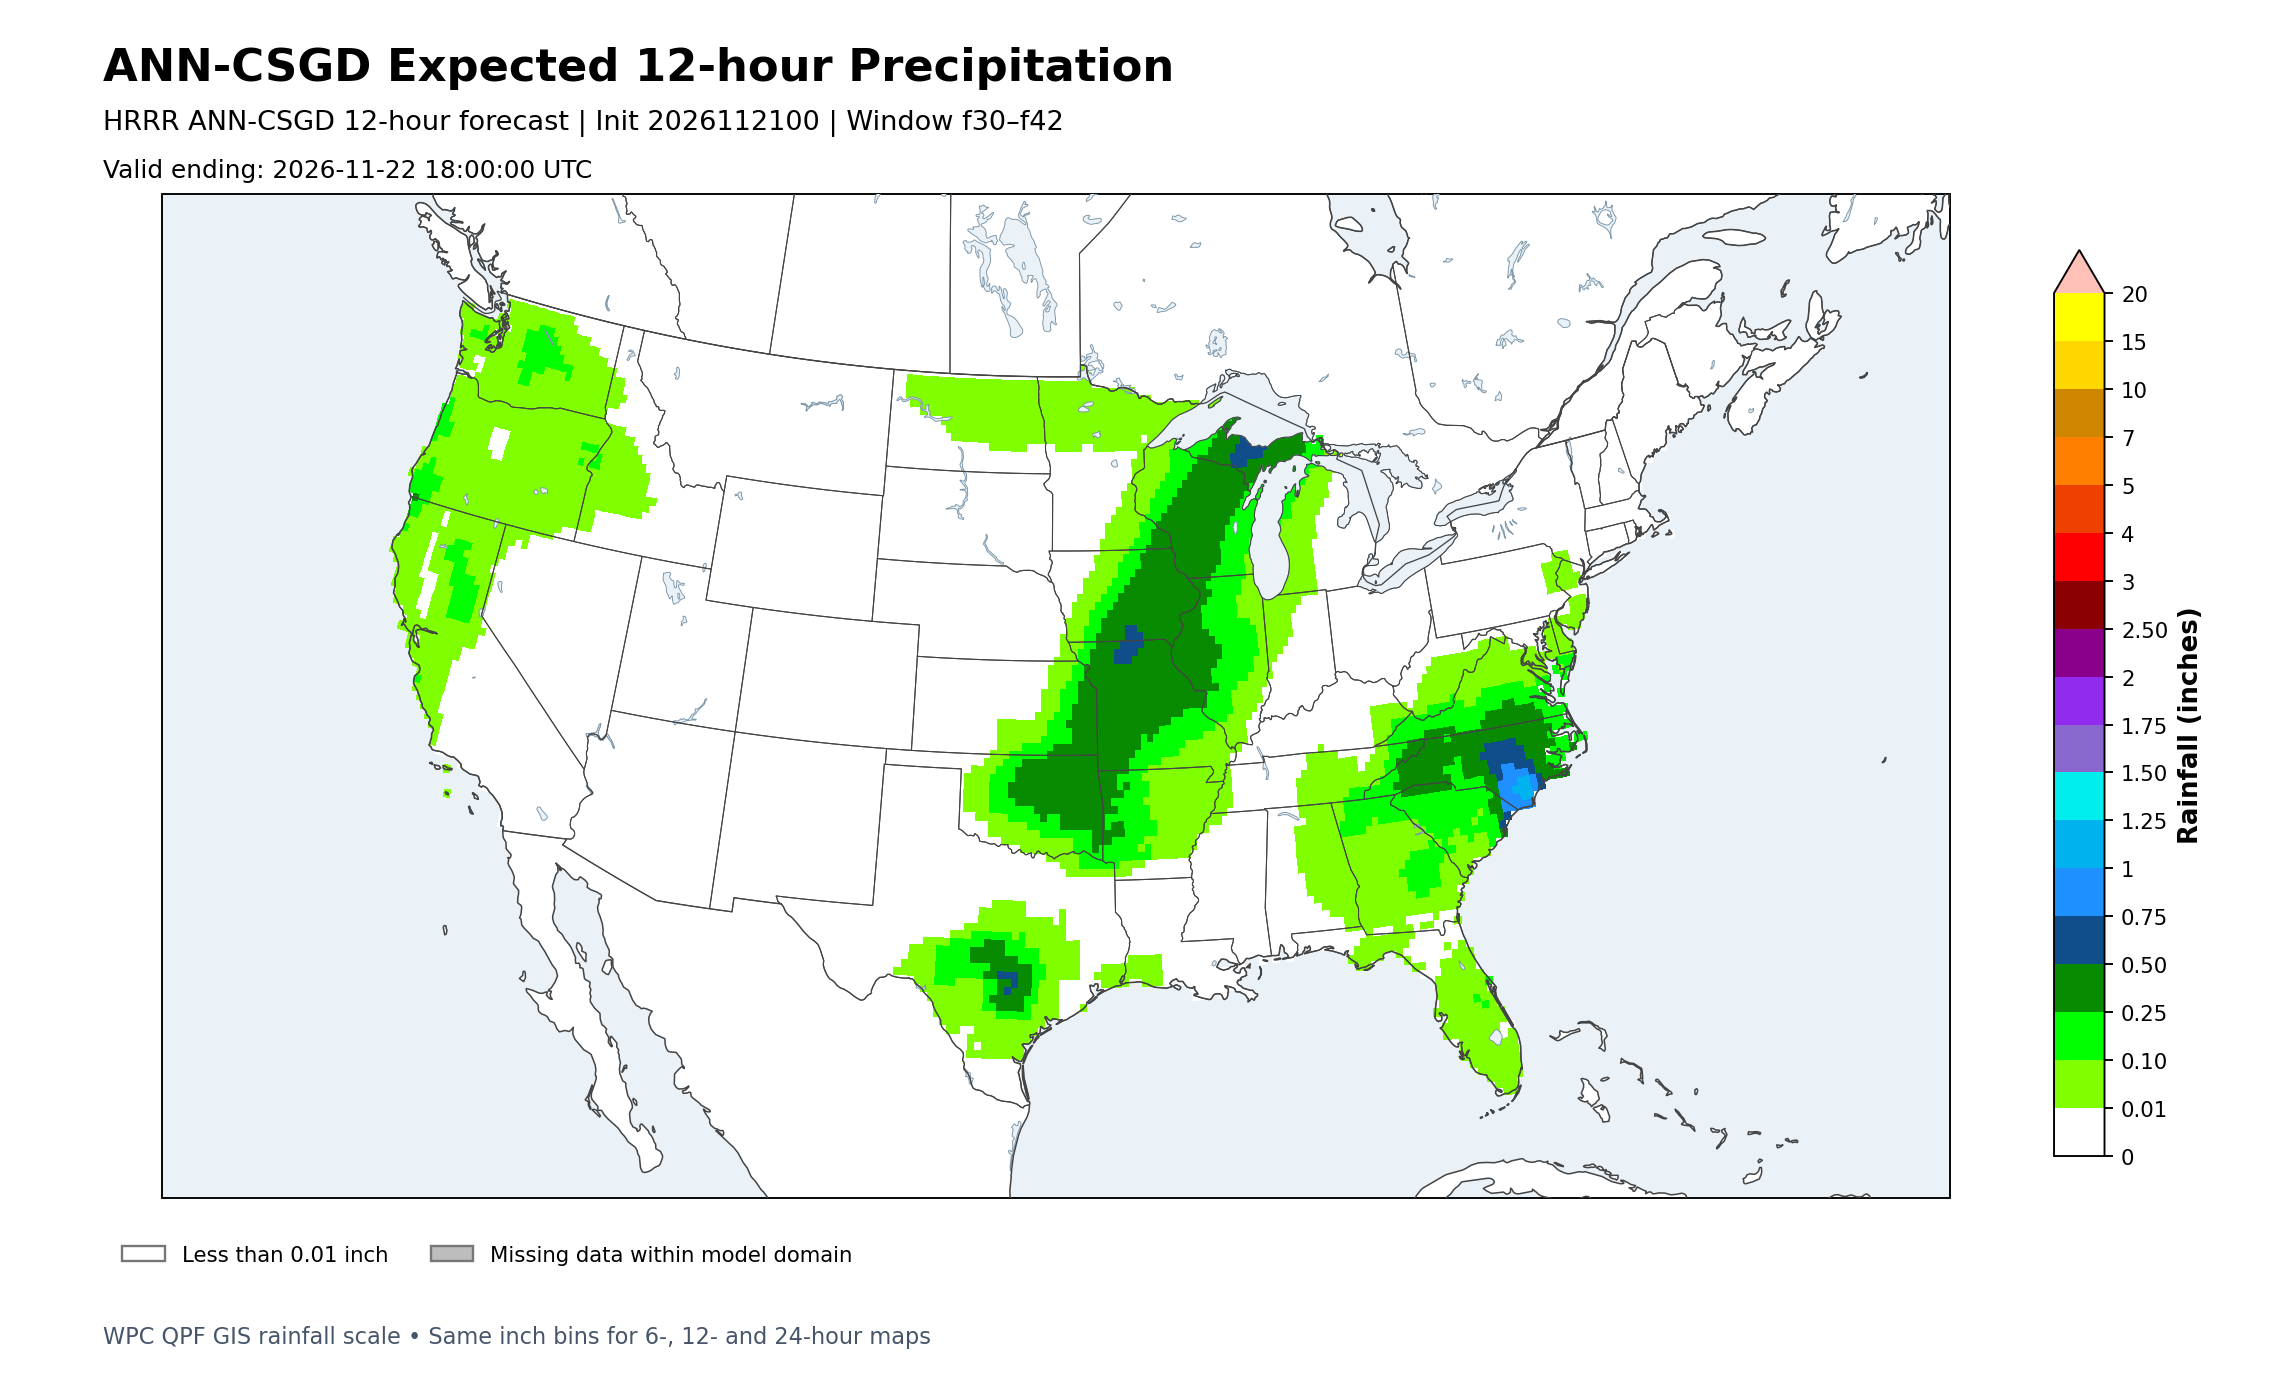 ANN-CSGD Expected 12-hour Precipitation
HRRR ANN-CSGD 12-hour forecast | Init 2026112100 | Window f30–f42
Valid ending: 2026-11-22 18:00:00 UTC
20
15
10
7
5
4
3
2.50
2
1.75
1.50
1.25
1
0.75
0.50
0.25
0.10
0.01
0
Rainfall (inches)
Less than 0.01 inch
Missing data within model domain
WPC QPF GIS rainfall scale • Same inch bins for 6-, 12- and 24-hour maps